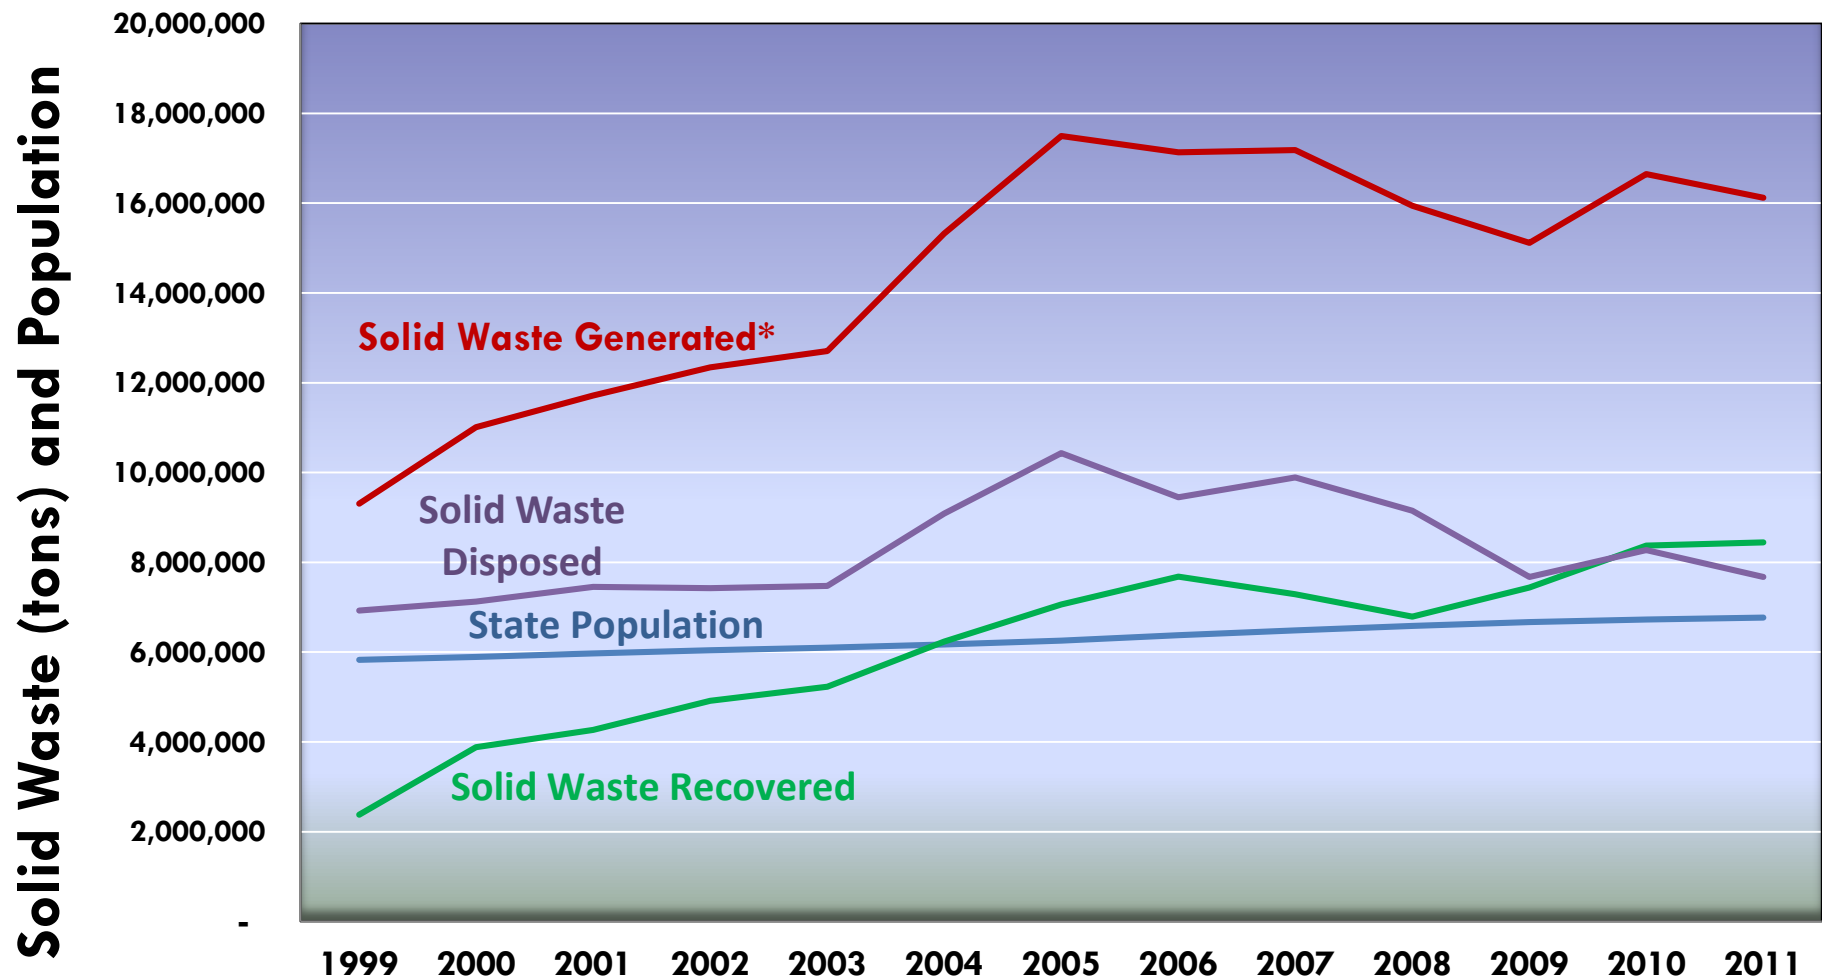 Solid Waste (tons) and Population
20,000,000
18,000,000
16,000,000
14,000,000
12,000,000
10,000,000
8,000,000
6,000,000
4,000,000
2,000,000
-
Solid Waste Generated*
Solid Waste
Disposed
State Population
Solid Waste Recovered
1999 2000 2001 2002 2003 2004 2005 2006 2007 2008 2009 2010 2011